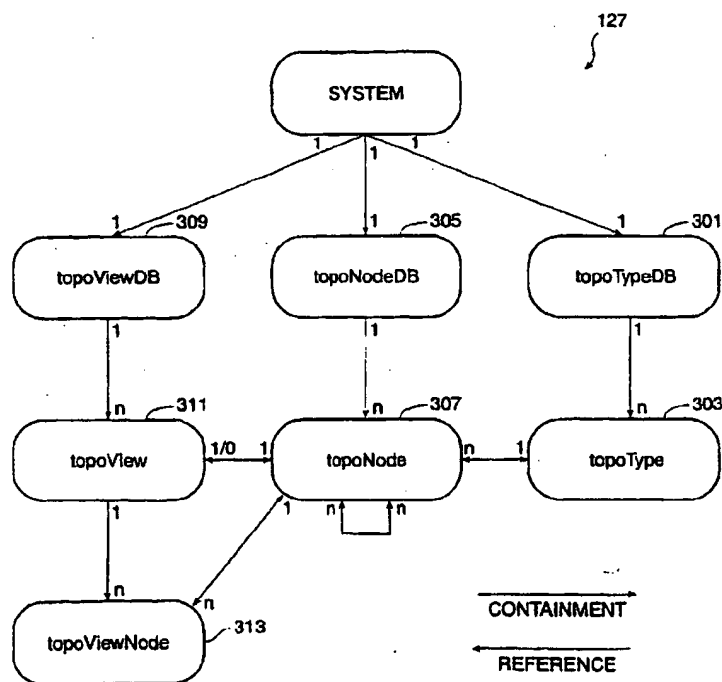 127
SYSTEM
1 1 1
1 309 1 305 1 301
topoViewDB topoNodeDB topoTypeDB
1 1 1
n 311 n 307 n 303
topoView 1/0 1 topoNode n 1 topoType
1 1 n n
n n
topoViewNode 313
CONTAINMENT
REFERENCE